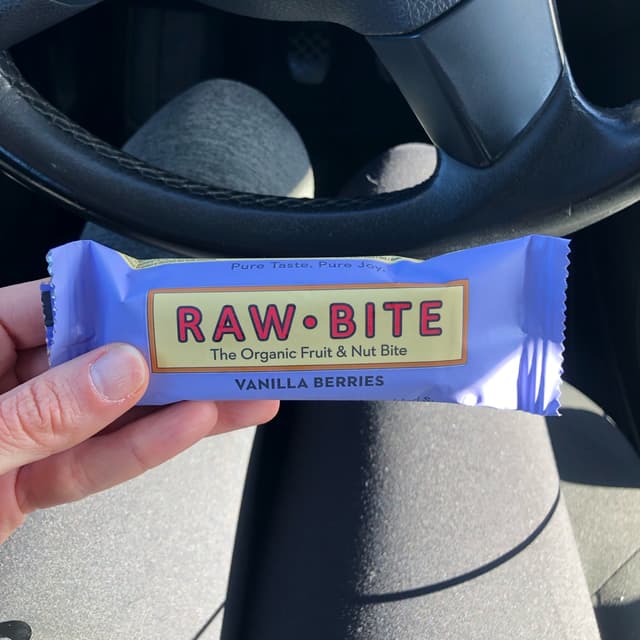 Pure Taste. Pure Joy.
RAW•BITE
The Organic Fruit & Nut Bite
VANILLA BERRIES